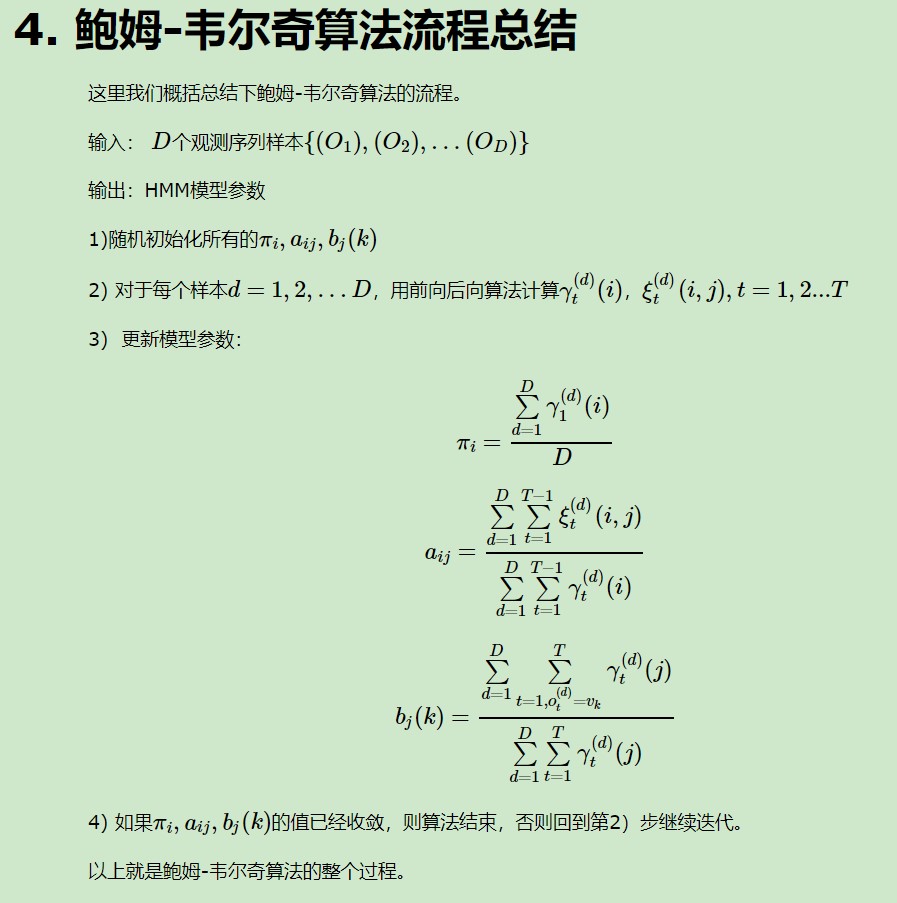 4. 鲍姆-韦尔奇算法流程总结
这里我们概括总结下鲍姆-韦尔奇算法的流程。
输入： $D$个观测序列样本$\{(O_1),(O_2),\ldots(O_D)\}$
输出：HMM模型参数
1)随机初始化所有的$\pi_i,a_{ij},b_j(k)$
2) 对于每个样本$d=1,2,\ldots D$，用前向后向算法计算$\gamma_t^{(d)}(i)$，$\xi_t^{(d)}(i,j),t=1,2...T$
3） 更新模型参数：
$\pi_i=\frac{\sum\limits_{d=1}^{D}\gamma_1^{(d)}(i)}{D}$
$a_{ij}=\frac{\sum\limits_{d=1}^{D}\sum\limits_{t=1}^{T-1}\xi_t^{(d)}(i,j)}{\sum\limits_{d=1}^{D}\sum\limits_{t=1}^{T-1}\gamma_t^{(d)}(i)}$
$b_j(k)=\frac{\sum\limits_{d=1}^{D}\sum\limits_{t=1,o_t^{(d)}=v_k}^{T}\gamma_t^{(d)}(j)}{\sum\limits_{d=1}^{D}\sum\limits_{t=1}^{T}\gamma_t^{(d)}(j)}$
4) 如果$\pi_i,a_{ij},b_j(k)$的值已经收敛，则算法结束，否则回到第2）步继续迭代。
以上就是鲍姆-韦尔奇算法的整个过程。